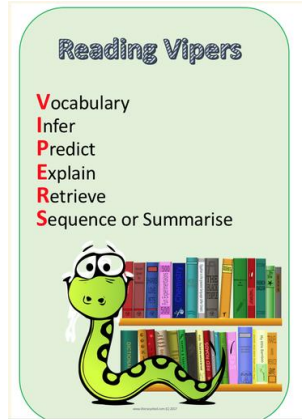 Reading Vipers
Vocabulary
Infer
Predict
Explain
Retrieve
Sequence or Summarise